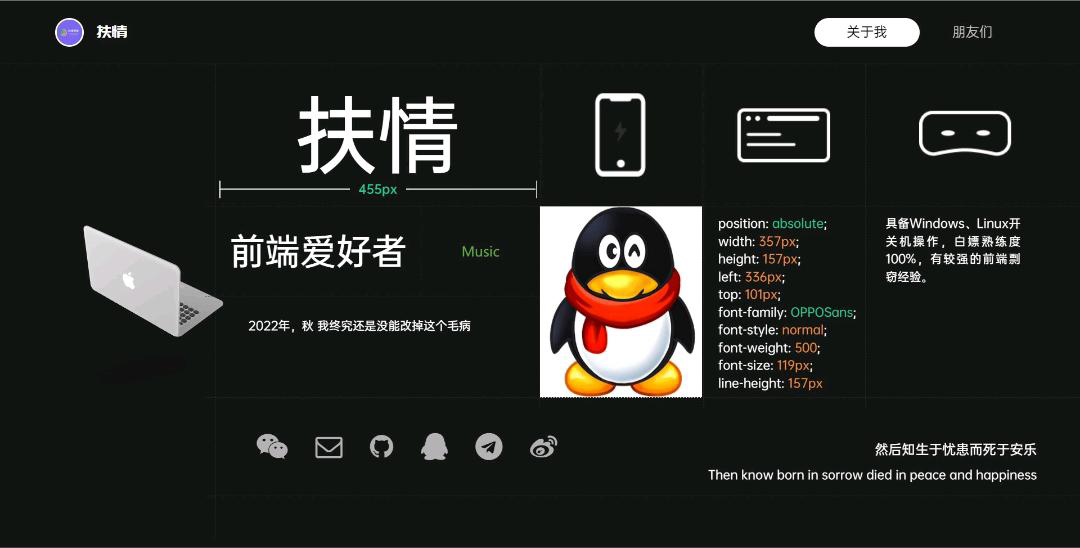 扶情
关于我
朋友们
扶情
455px
前端爱好者
Music
2022年，秋 我终究还是没能改掉这个毛病
position: absolute;
width: 357px;
height: 157px;
left: 336px;
top: 101px;
font-family: OPPOSans;
font-style: normal;
font-weight: 500;
font-size: 119px;
line-height: 157px
具备Windows、Linux开
关机操作，白嫖熟练度
100%，有较强的前端剽
窃经验。
然后知生于忧患而死于安乐
Then know born in sorrow died in peace and happiness